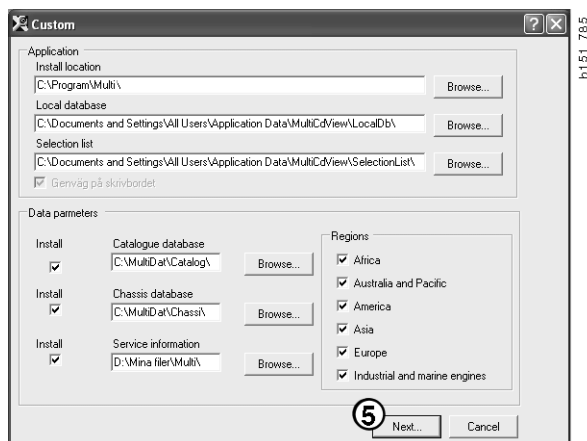 Custom
Application
Install location
C:\Program\Multi\
Browse...
Local database
C:\Documents and Settings\All Users\Application Data\MultiCdView\LocalDb\
Browse...
Selection list
C:\Documents and Settings\All Users\Application Data\MultiCdView\SelectionList\
Browse...
Genväg på skrivbordet
Data parmeters
Install
Catalogue database
C:\MultiDat\Catalog\
Browse...
Install
Chassis database
C:\MultiDat\Chassi\
Browse...
Install
Service information
D:\Mina filer\Multi\
Browse...
Regions
Africa
Australia and Pacific
America
Asia
Europe
Industrial and marine engines
5
Next...
Cancel
b151 785